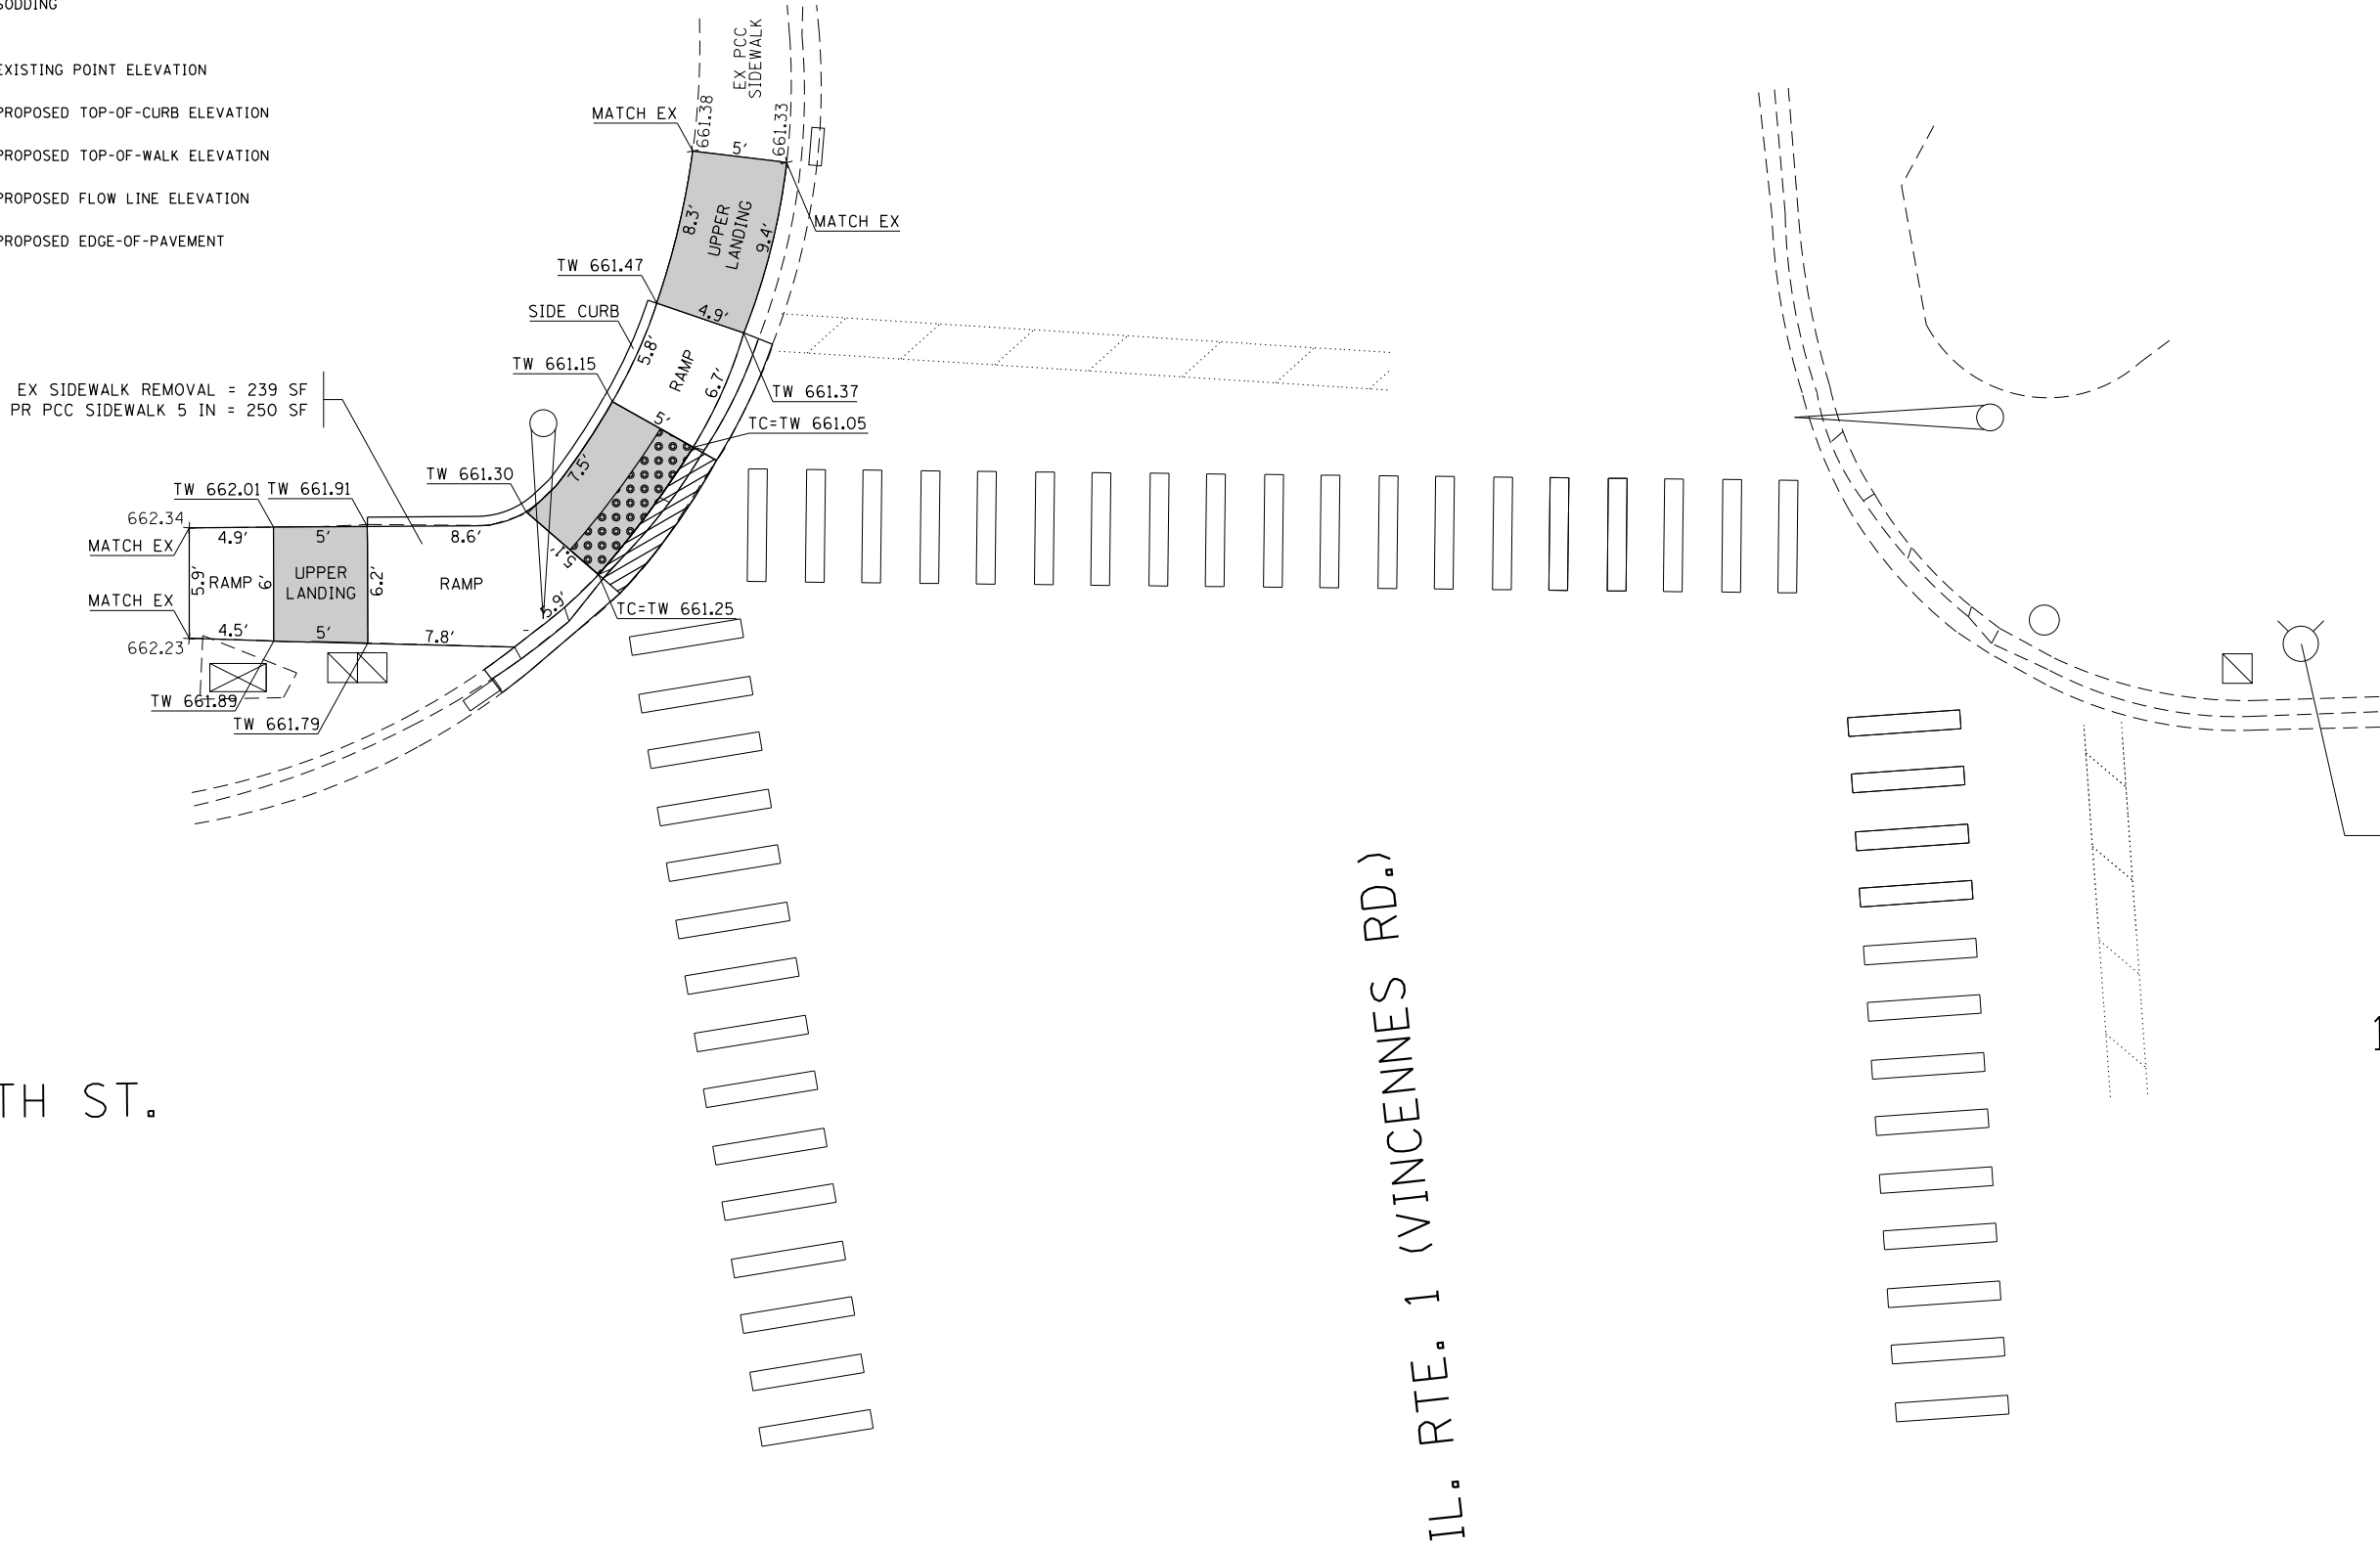 SODDING
EXISTING POINT ELEVATION
PROPOSED TOP-OF-CURB ELEVATION
PROPOSED TOP-OF-WALK ELEVATION
PROPOSED FLOW LINE ELEVATION
PROPOSED EDGE-OF-PAVEMENT
EX PCC
SIDEWALK
661.38
661.33
MATCH EX
5'
MATCH EX
8.3'
UPPER
LANDING
9.4'
TW 661.47
4.9'
SIDE CURB
5.8'
RAMP
6.7'
TW 661.15
TW 661.37
5'
TC=TW 661.05
EX SIDEWALK REMOVAL = 239 SF
PR PCC SIDEWALK 5 IN = 250 SF
TW 661.30
7.5'
TW 662.01
TW 661.91
662.34
4.9'
5'
8.6'
MATCH EX
5.1'
5.9'
RAMP
6'
UPPER
LANDING
6.2'
RAMP
MATCH EX
5.9'
TC=TW 661.25
4.5'
5'
7.8'
662.23
TW 661.89
TW 661.79
TH ST.
IL. RTE. 1 (VINCENNES RD.)
1